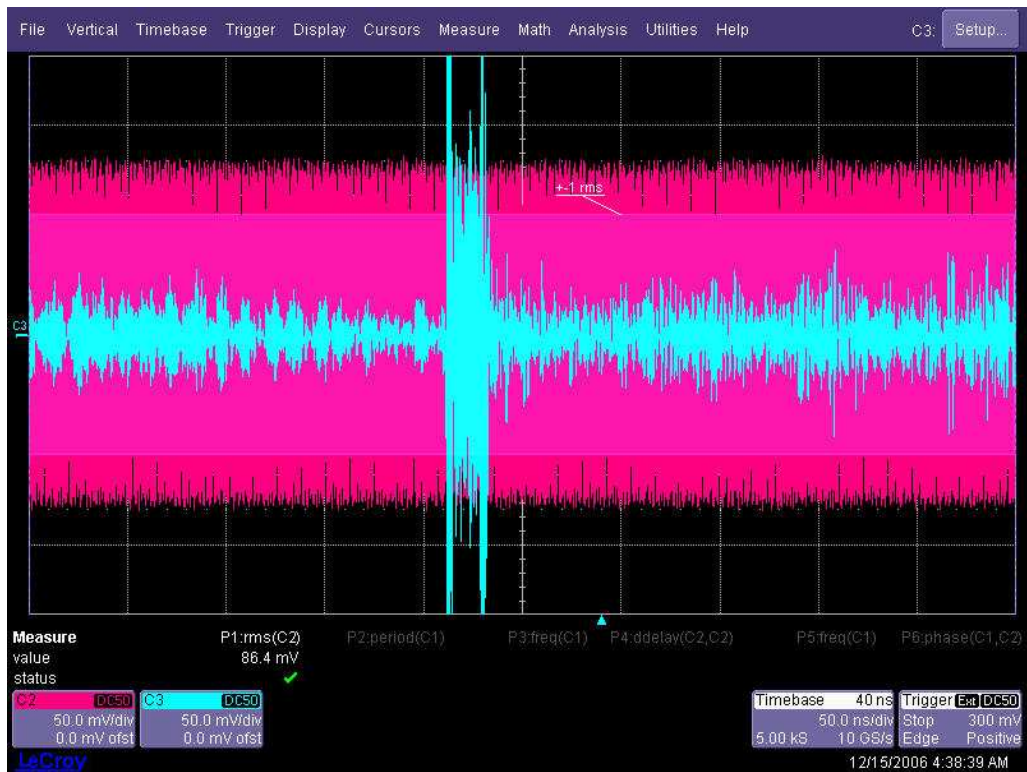 File Vertical Timebase Trigger Display Cursors Measure Math Analysis Utilities Help C3: Setup...
+-1 rms
C3
Measure P1:rms(C2) P2:period(C1) P3:freq(C1) P4:ddelay(C2,C2) P5:freq(C1) P6:phase(C1,C2)
value 86.4 mV
status
C2 DC50 C3 DC50 Timebase 40 ns Trigger Ext DC50
50.0 mV/div 50.0 mV/div 50.0 ns/div Stop 300 mV
0.0 mV ofst 0.0 mV ofst 5.00 kS 10 GS/s Edge Positive
LeCroy 12/15/2006 4:38:39 AM